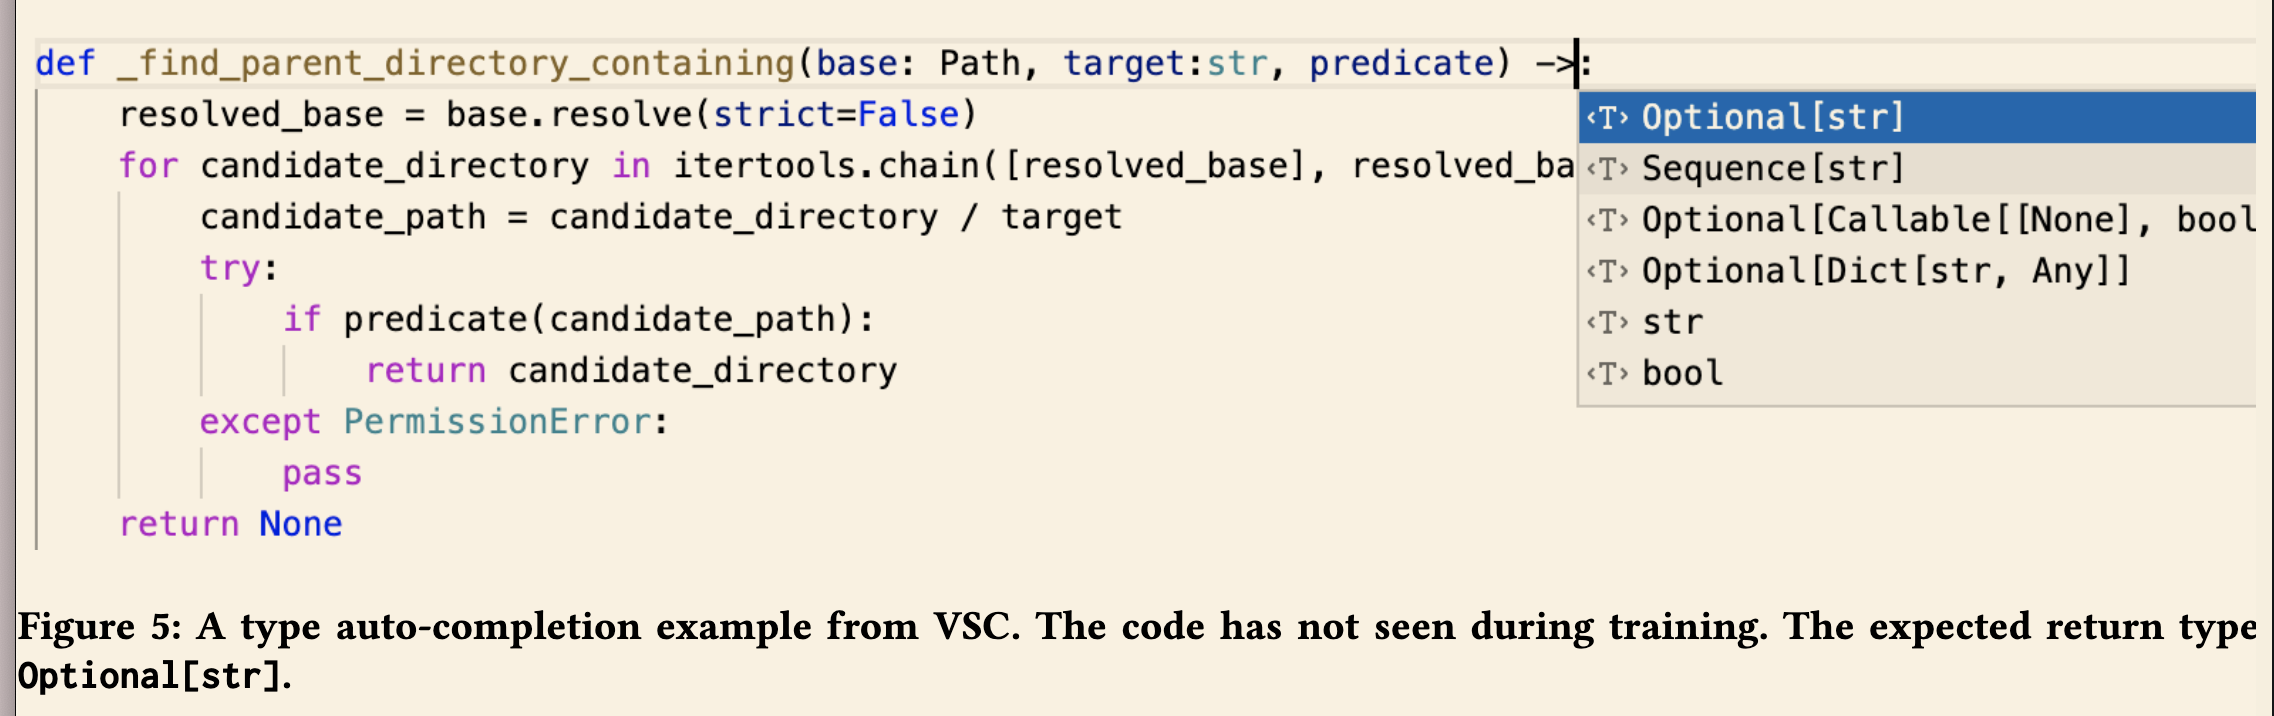 def _find_parent_directory_containing(base: Path, target:str, predicate) ->:
resolved_base = base.resolve(strict=False)
Optional[str]
for candidate_directory in itertools.chain([resolved_base], resolved_ba
Sequence[str]
candidate_path = candidate_directory / target
Optional[Callable[[None], bool
try:
Optional[Dict[str, Any]]
if predicate(candidate_path):
str
return candidate_directory
bool
except PermissionError:
pass
return None
Figure 5: A type auto-completion example from VSC. The code has not seen during training. The expected return type
Optional[str].